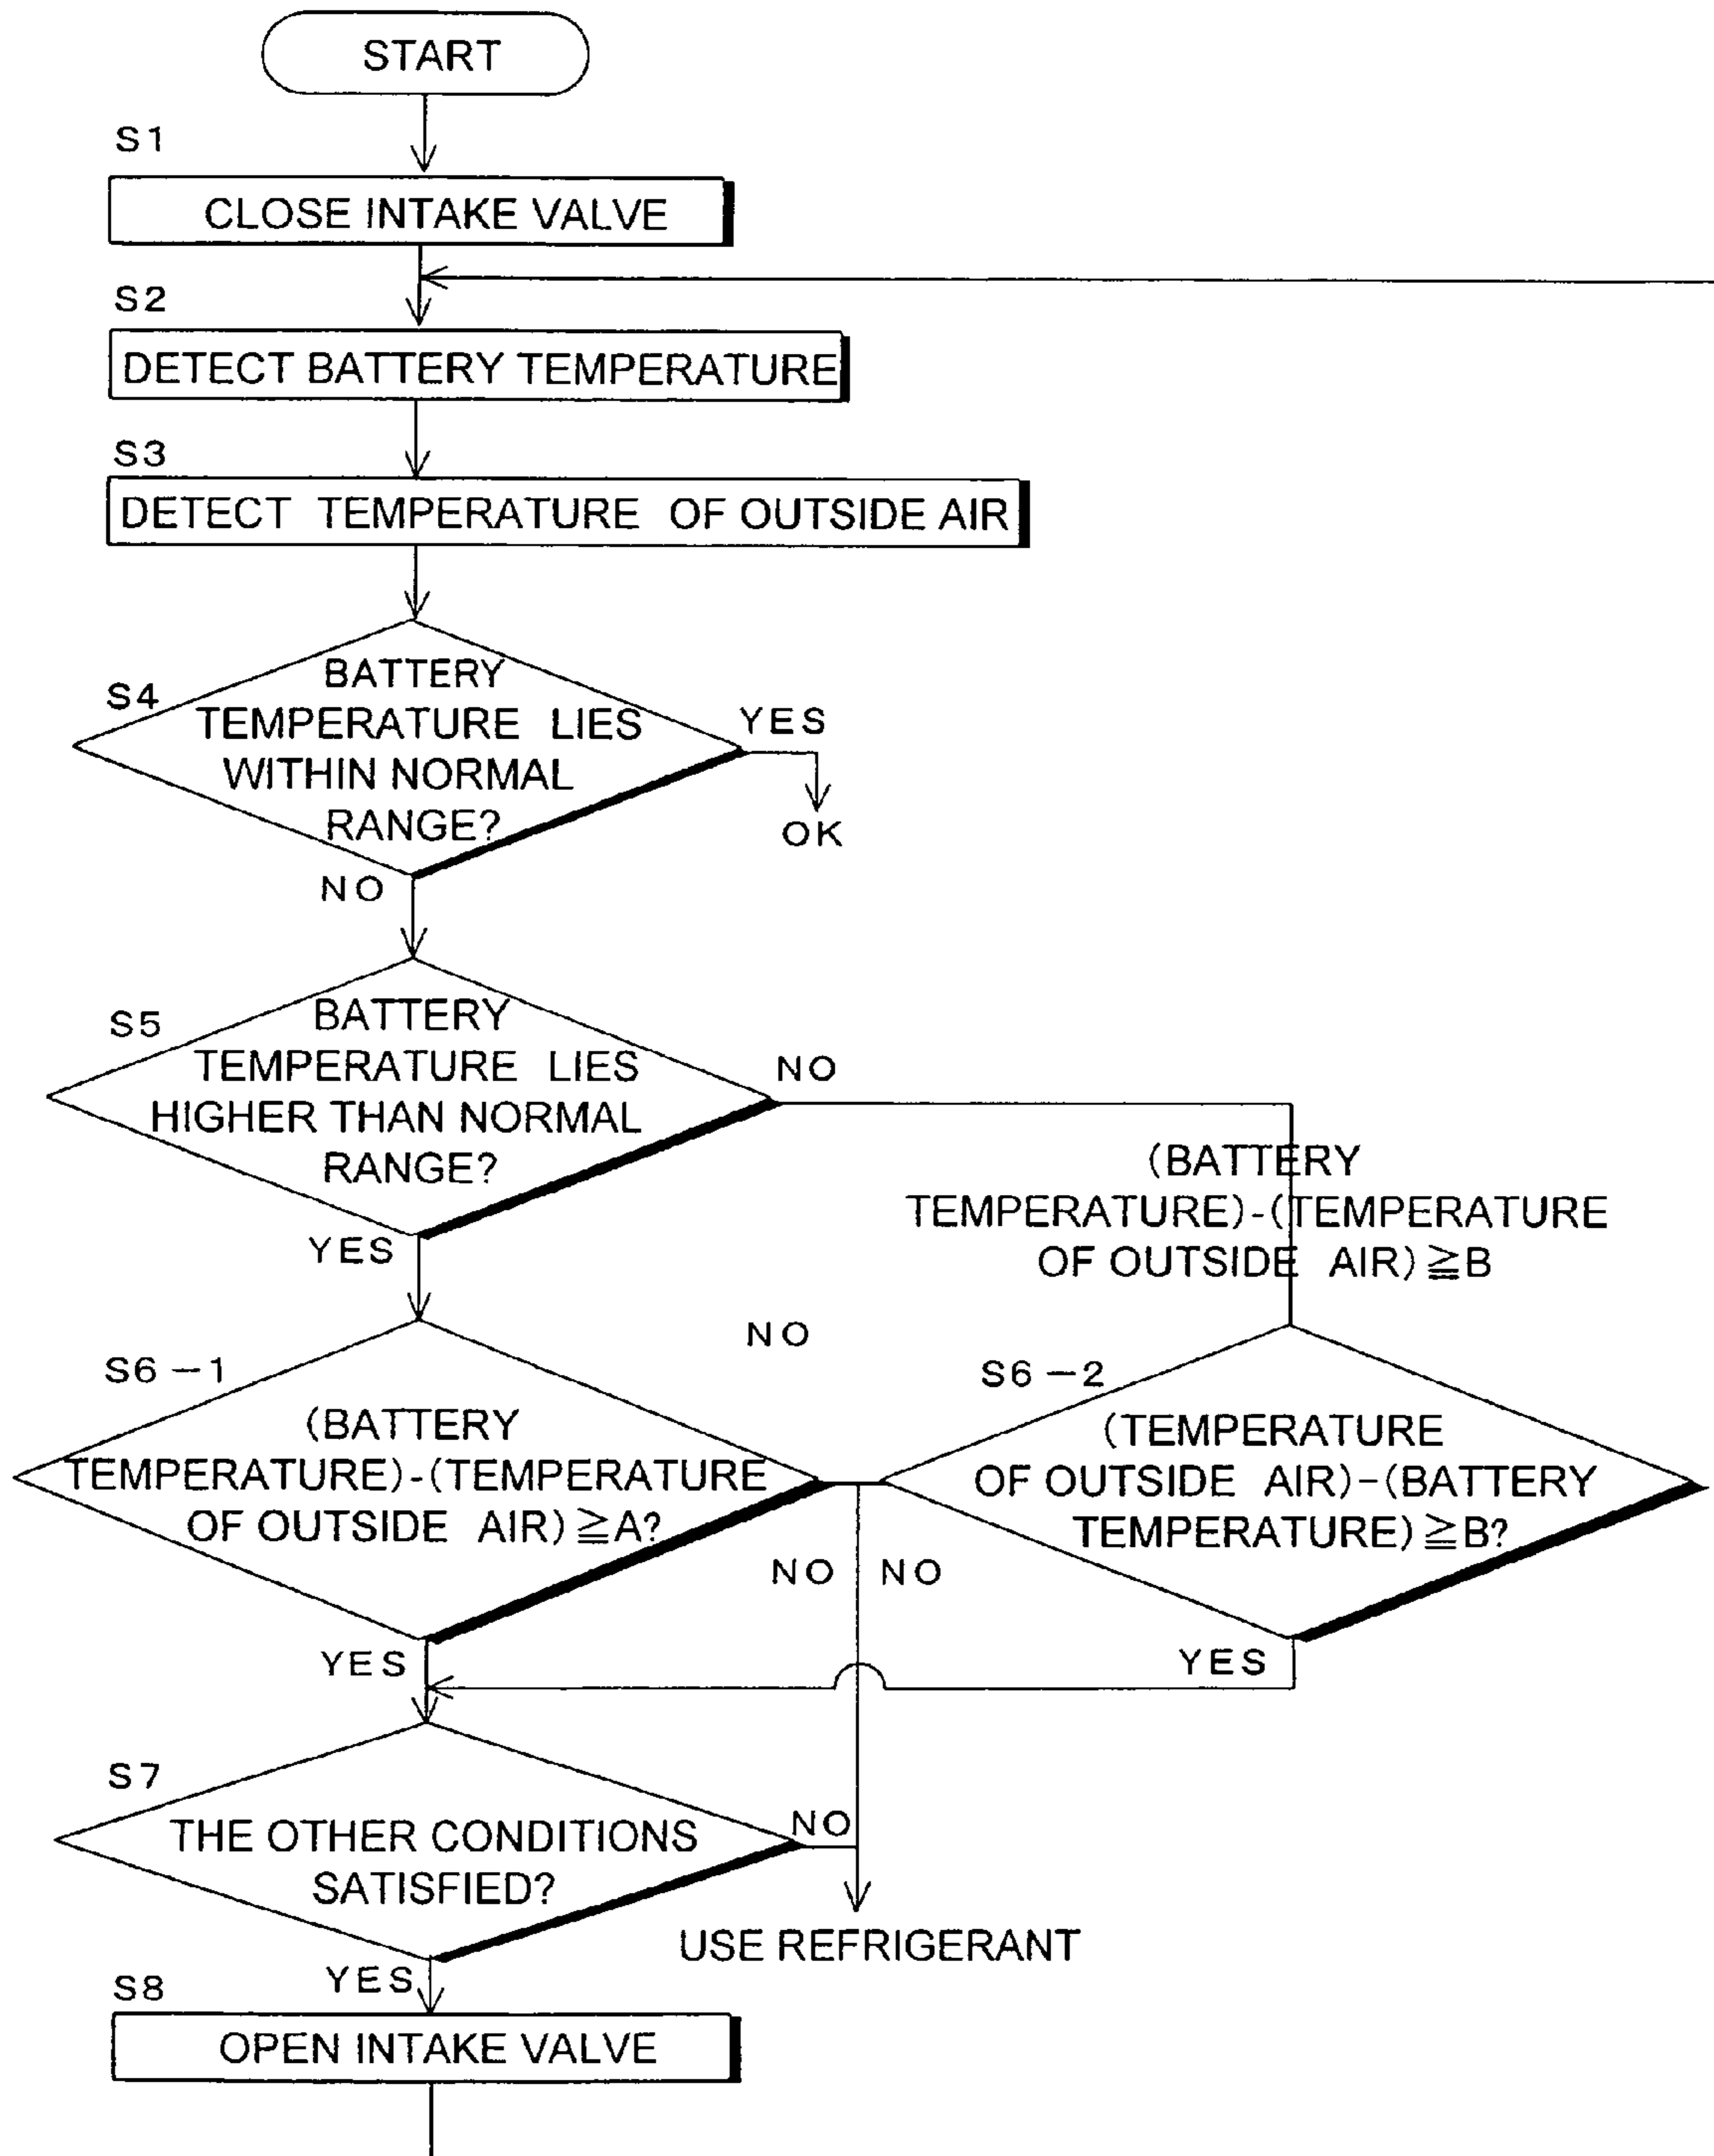 START
S1
CLOSE INTAKE VALVE
S2
DETECT BATTERY TEMPERATURE
S3
DETECT TEMPERATURE OF OUTSIDE AIR
S4
BATTERY
TEMPERATURE LIES
WITHIN NORMAL
RANGE?
YES
OK
NO
S5
BATTERY
TEMPERATURE LIES
HIGHER THAN NORMAL
RANGE?
NO
YES
(BATTERY
TEMPERATURE)-(TEMPERATURE
OF OUTSIDE AIR)≧B
NO
S6-1
(BATTERY
TEMPERATURE)-(TEMPERATURE
OF OUTSIDE AIR)≧A?
NO
YES
S6-2
(TEMPERATURE
OF OUTSIDE AIR)-(BATTERY
TEMPERATURE)≧B?
NO
YES
S7
THE OTHER CONDITIONS
SATISFIED?
NO
USE REFRIGERANT
YES
S8
OPEN INTAKE VALVE